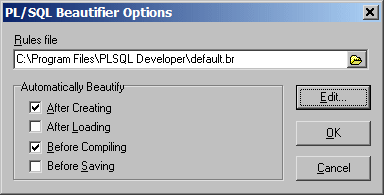 PL/SQL Beautifier Options
Rules file
C:\Program Files\PLSQL Developer\default.br
Automatically Beautify
After Creating
After Loading
Before Compiling
Before Saving
Edit...
OK
Cancel